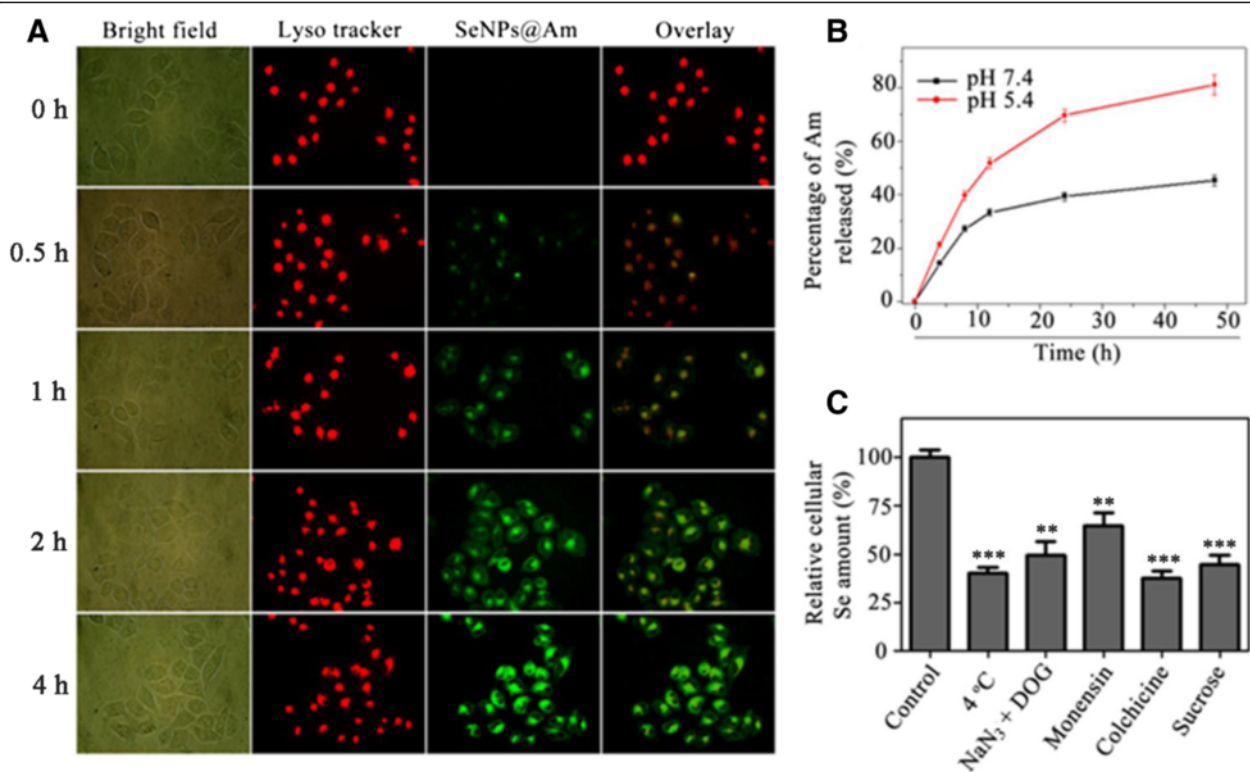 A
Bright field
Lyso tracker
SeNPs@Am
Overlay
0 h
0.5 h
1 h
2 h
4 h
B
Percentage of Am
released (%)
80
60
40
20
0
pH 7.4
pH 5.4
0 10 20 30 40 50
Time (h)
C
Relative cellular
Se amount (%)
100
75
50
25
0
***
**
**
***
***
Control
4 °C
NaN₃ + DOG
Monensin
Colchicine
Sucrose